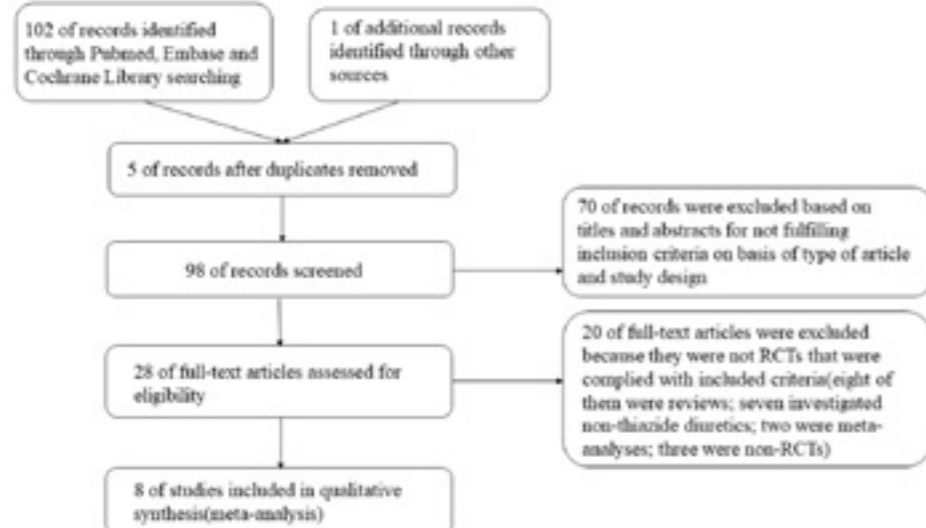 102 of records identified
through Pubmed, Embase and
Cochrane Library searching
1 of additional records
identified through other
sources
5 of records after duplicates removed
98 of records screened
70 of records were excluded based on
titles and abstracts for not fulfilling
inclusion criteria on basis of type of article
and study design
28 of full-text articles assessed for
eligibility
20 of full-text articles were excluded
because they were not RCTs that were
complied with included criteria(eight of
them were reviews; seven investigated
non-thiazide diuretics; two were meta-
analyses; three were non-RCTs)
8 of studies included in qualitative
synthesis(meta-analysis)